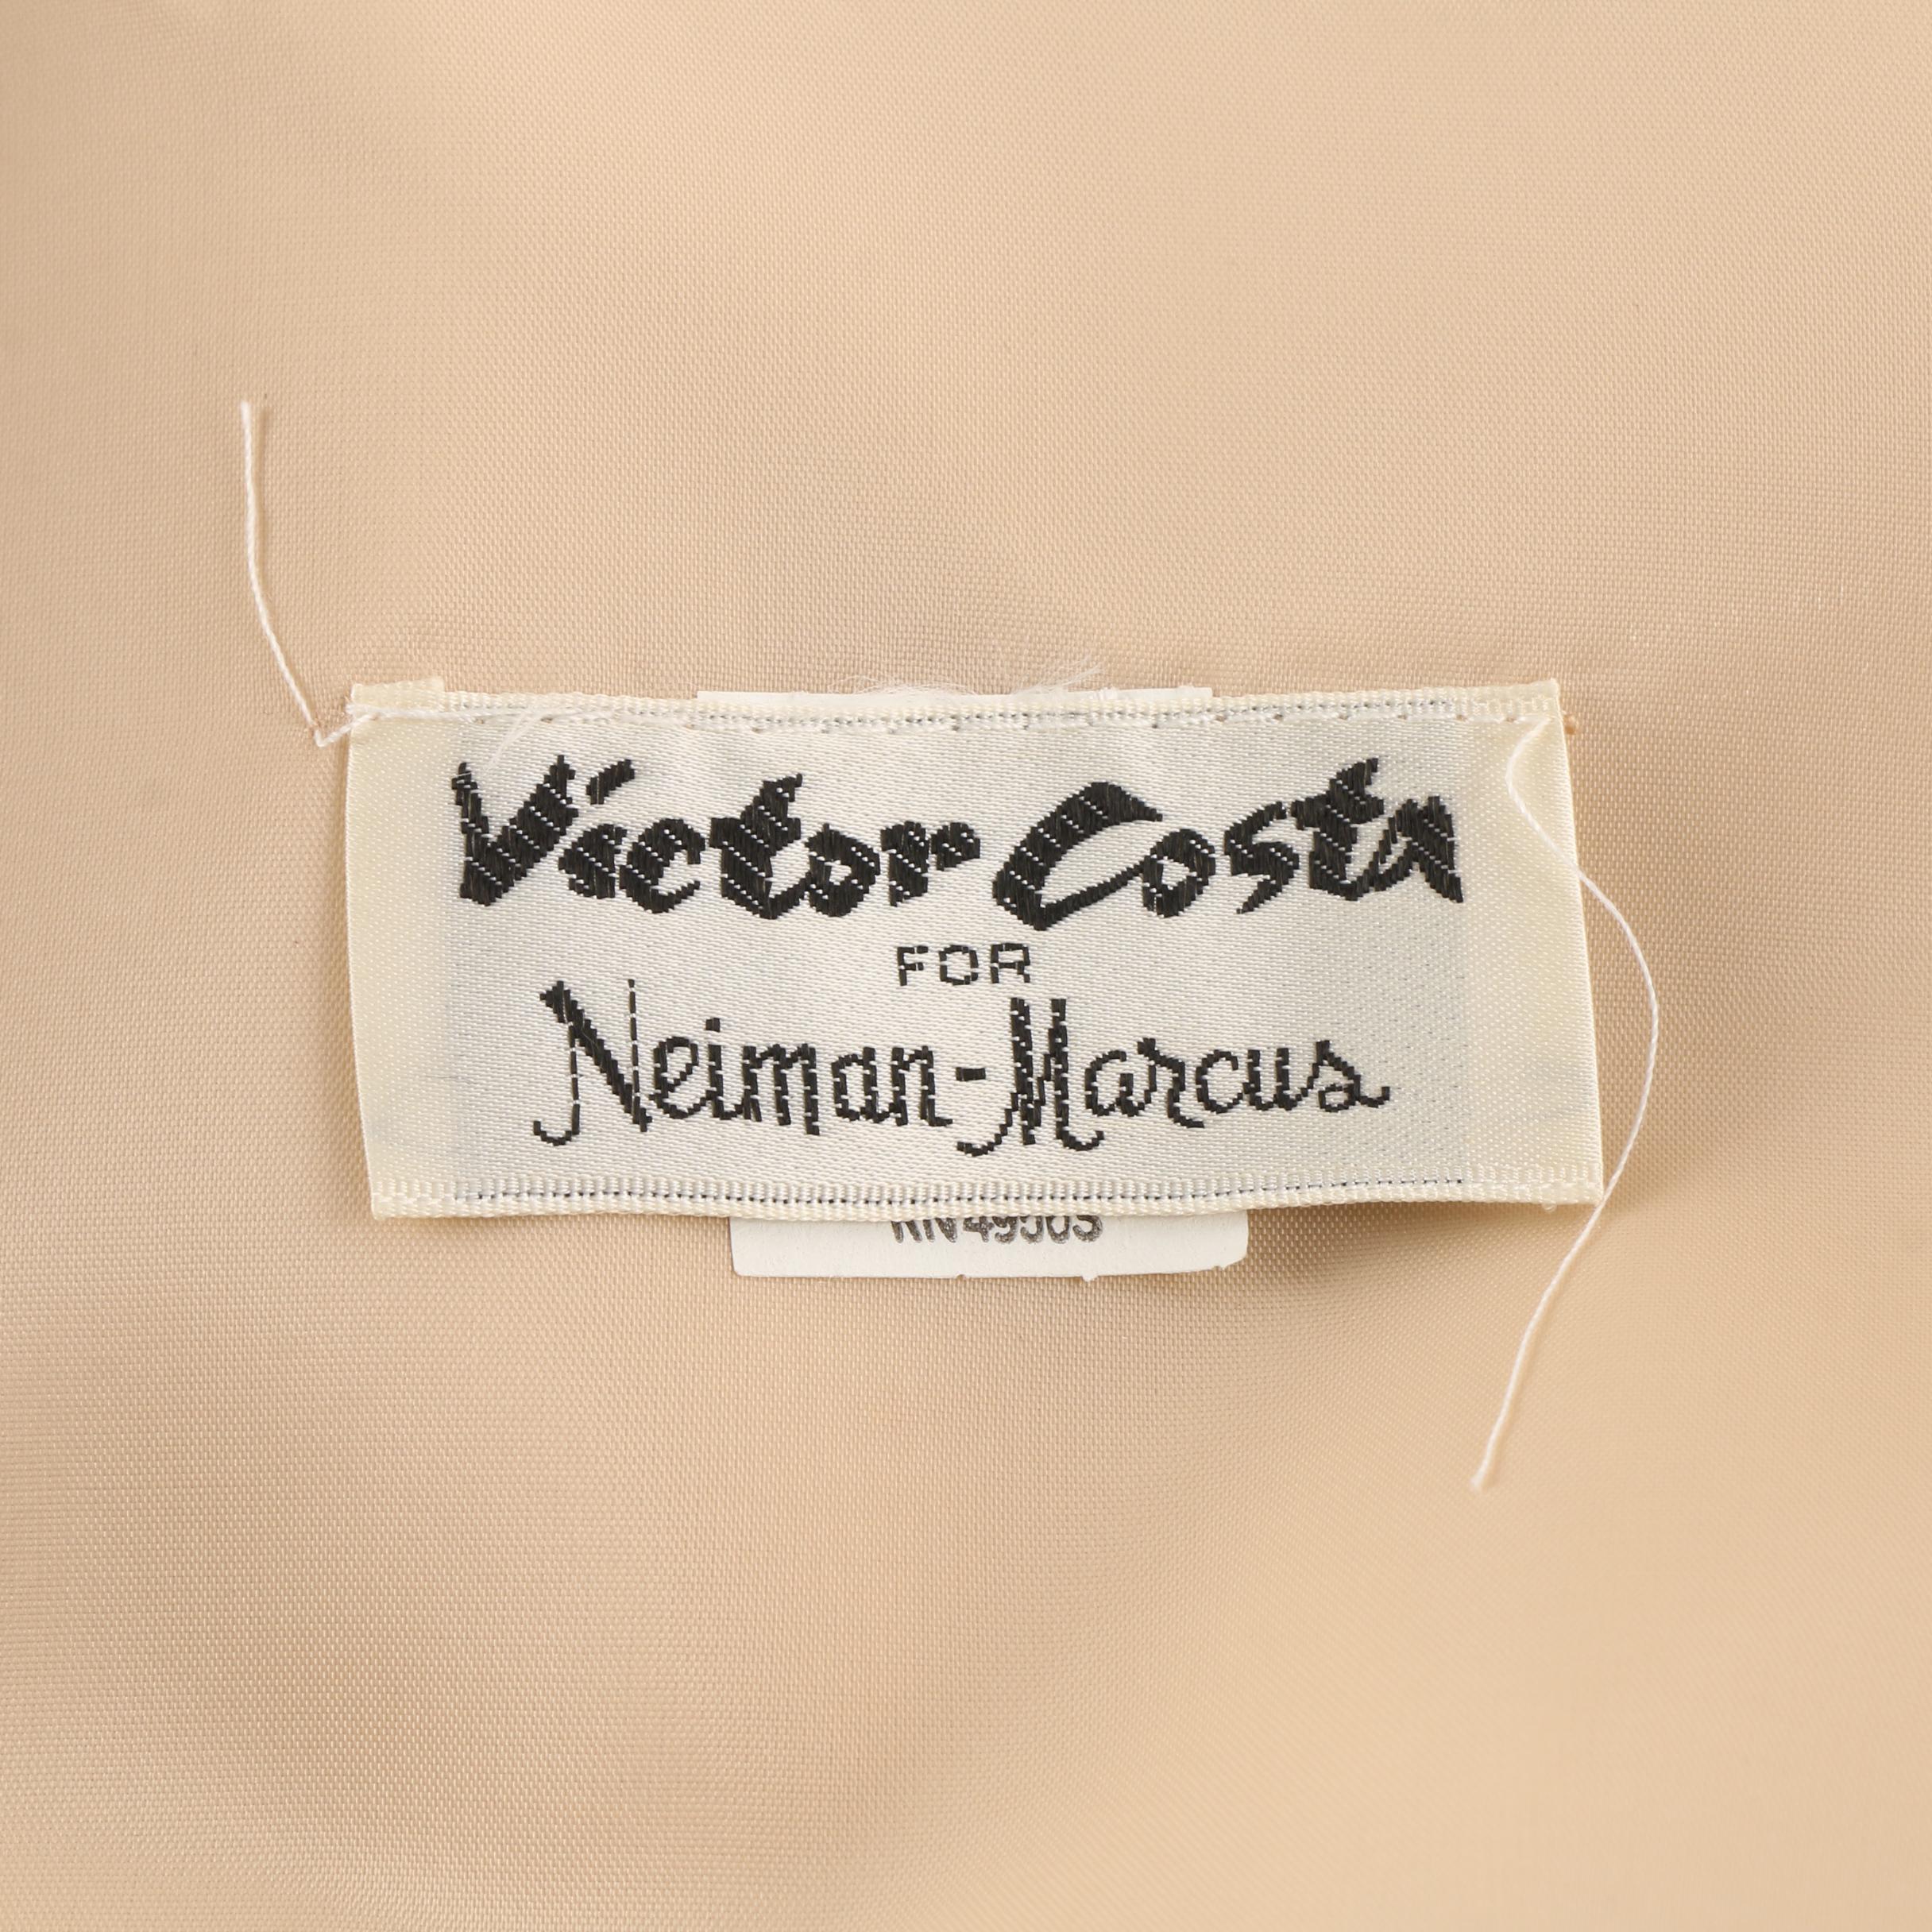 Victor Costa
FOR
Neiman-Marcus